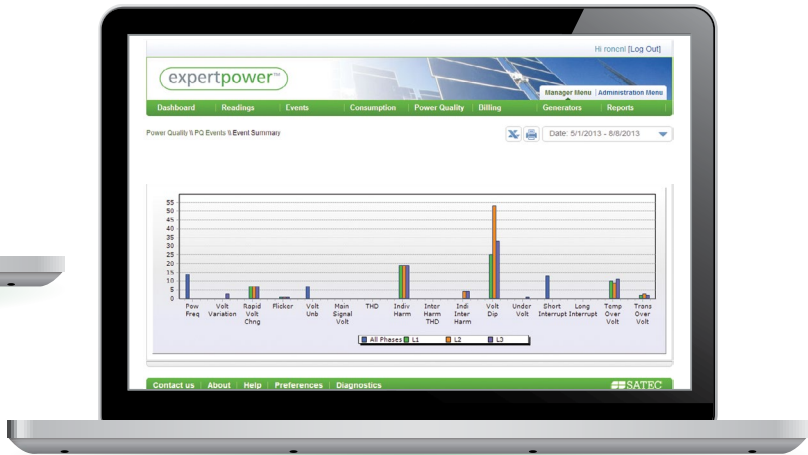 Hi roncnl [Log Out]
expertpower™
Manager Menu | Administration Menu
Dashboard Readings Events Consumption Power Quality Billing Generators Reports
Power Quality \\ PQ Events \\ Event Summary
Date: 5/1/2013 - 8/8/2013
55
50
45
40
35
30
25
20
15
10
5
0
Pow Freq
Volt Variation
Rapid Volt Chng
Flicker
Volt Unb
Main Signal Volt
THD
Indiv Harm
Inter Harm THD
Indi Inter Harm
Volt Dip
Under Volt
Short Interrupt
Long Interrupt
Temp Over Volt
Trans Over Volt
All Phases L1 L2 L3
Contact us About Help Preferences Diagnostics
SATEC